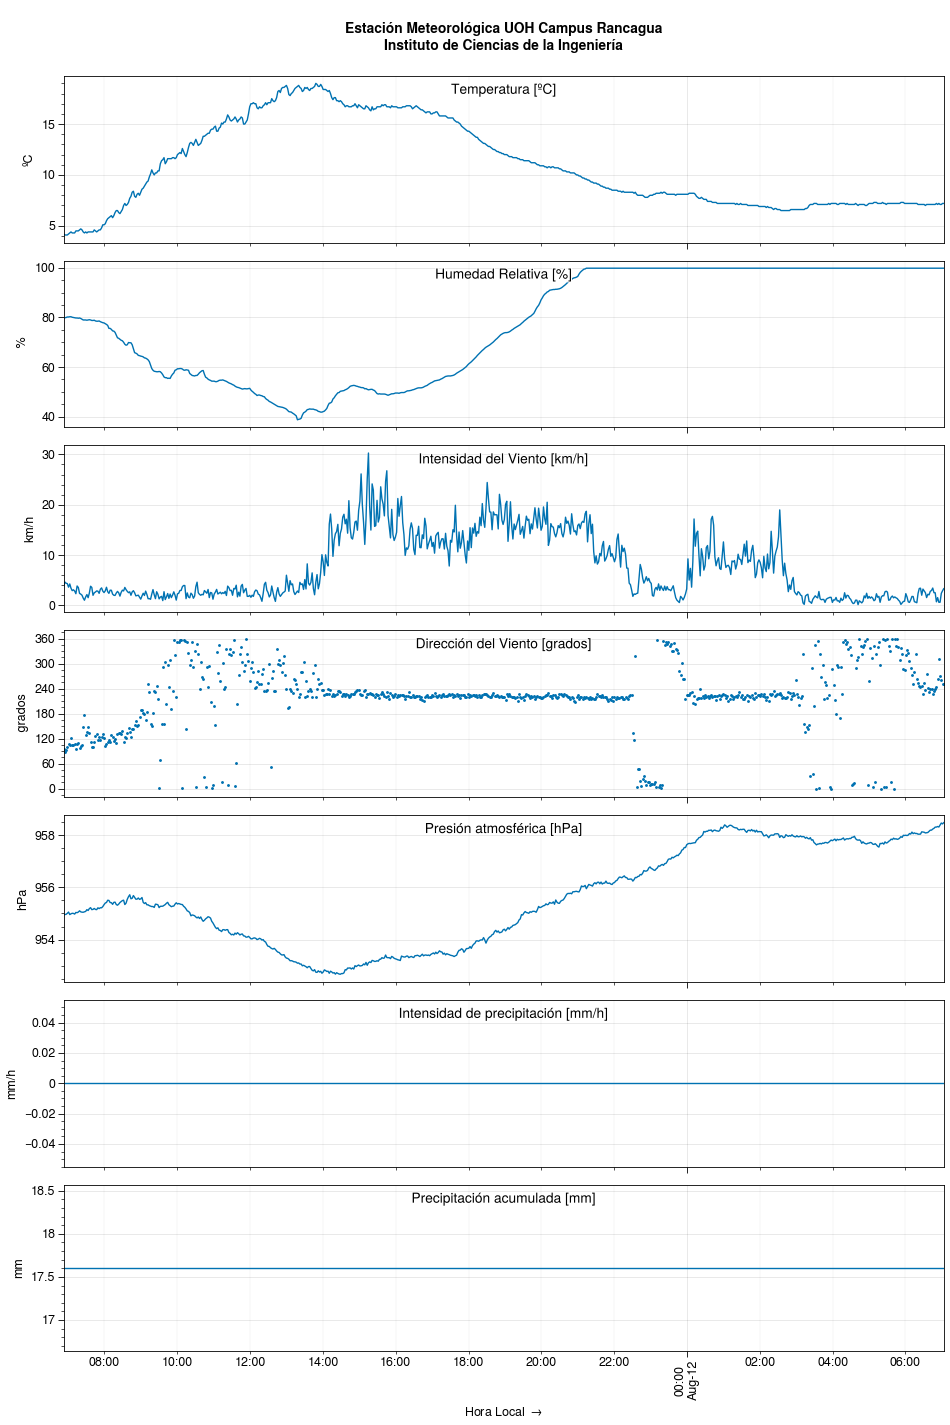 Estación Meteorológica UOH Campus Rancagua
Instituto de Ciencias de la Ingeniería
Temperatura [ºC]
ºC
15
10
5
Humedad Relativa [%]
%
100
80
60
40
Intensidad del Viento [km/h]
km/h
30
20
10
0
Dirección del Viento [grados]
grados
360
300
240
180
120
60
0
Presión atmosférica [hPa]
hPa
958
956
954
Intensidad de precipitación [mm/h]
mm/h
0.04
0.02
0
−0.02
−0.04
Precipitación acumulada [mm]
mm
18.5
18
17.5
17
08:00 10:00 12:00 14:00 16:00 18:00 20:00 22:00 00:00 02:00 04:00 06:00
Aug-12
Hora Local →